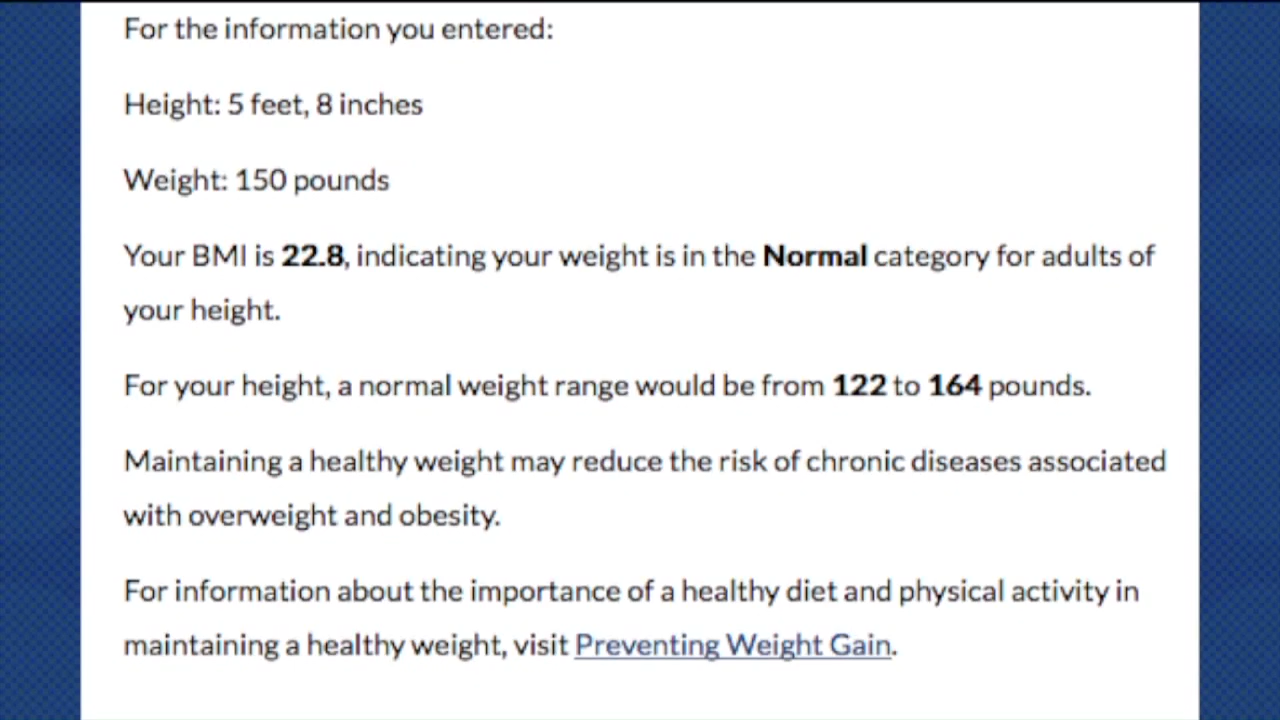 For the information you entered:
Height: 5 feet, 8 inches
Weight: 150 pounds
Your BMI is 22.8, indicating your weight is in the Normal category for adults of
your height.
For your height, a normal weight range would be from 122 to 164 pounds.
Maintaining a healthy weight may reduce the risk of chronic diseases associated
with overweight and obesity.
For information about the importance of a healthy diet and physical activity in
maintaining a healthy weight, visit Preventing Weight Gain.